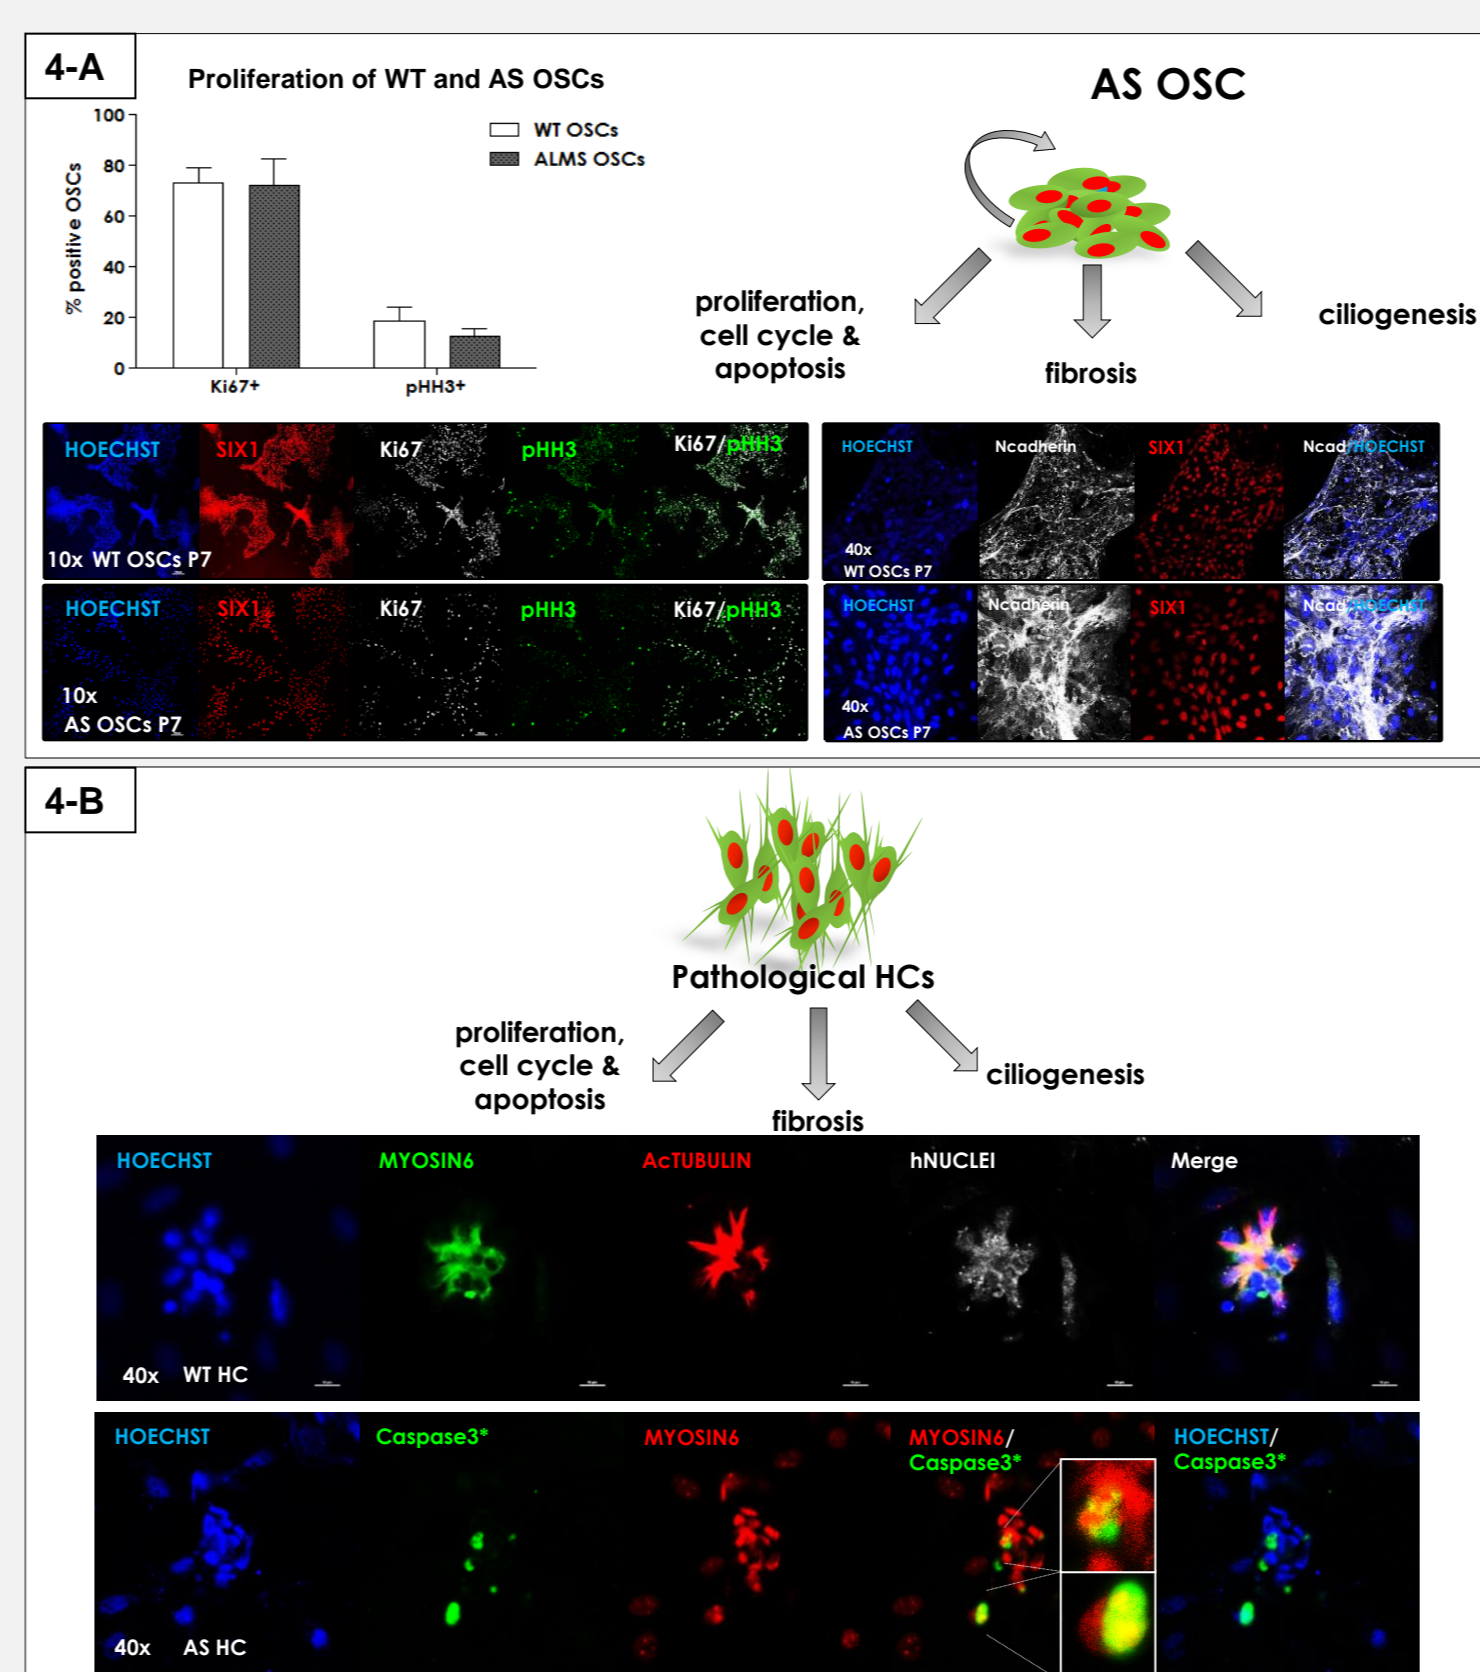 4-A
Proliferation of WT and AS OSCs
AS OSC
100
80
60
40
20
0
% positive OSCs
WT OSCs
ALMS OSCs
Ki67+
pHH3+
proliferation,
cell cycle &
apoptosis
fibrosis
ciliogenesis
HOECHST SIX1 Ki67 pHH3 Ki67/pHH3
10x WT OSCs P7
HOECHST Ncadherin SIX1 Ncad/HOECHST
40x
WT OSCs P7
HOECHST SIX1 Ki67 pHH3 Ki67/pHH3
10x
AS OSCs P7
HOECHST Ncadherin SIX1 Ncad/HOECHST
40x
AS OSCs P7
4-B
Pathological HCs
proliferation,
cell cycle &
apoptosis
fibrosis
ciliogenesis
HOECHST MYOSIN6 AcTUBULIN hNUCLEI Merge
40x WT HC
HOECHST Caspase3* MYOSIN6 MYOSIN6/ HOECHST/
Caspase3* Caspase3*
40x AS HC